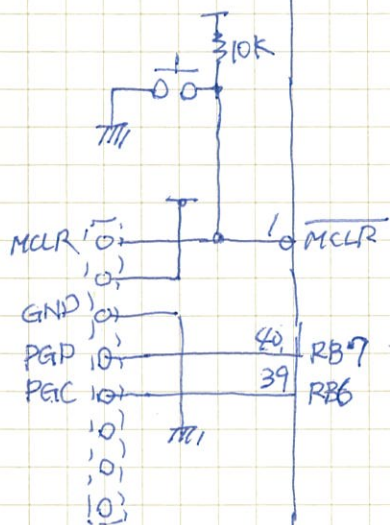 10K
MCLR 1 MCLR
GND
PGD 40 RB7
PGC 39 RB6